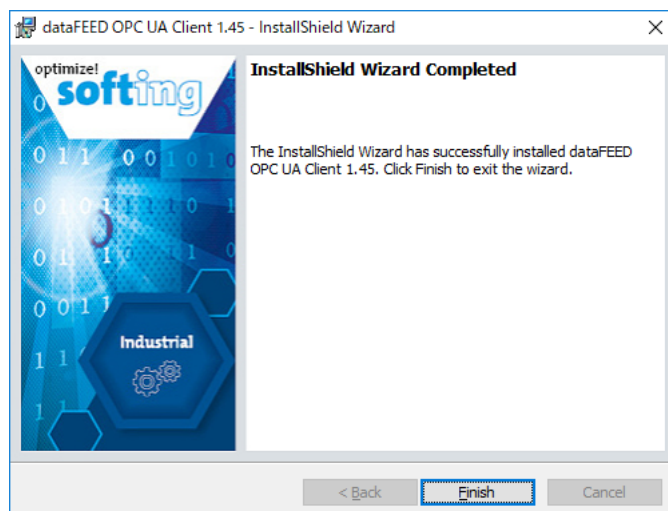 dataFEED OPC UA Client 1.45 - InstallShield Wizard
optimize!
softing
InstallShield Wizard Completed
The InstallShield Wizard has successfully installed dataFEED
OPC UA Client 1.45. Click Finish to exit the wizard.
0 1 1 0 0 1 0 1 0
Industrial
< Back
Finish
Cancel